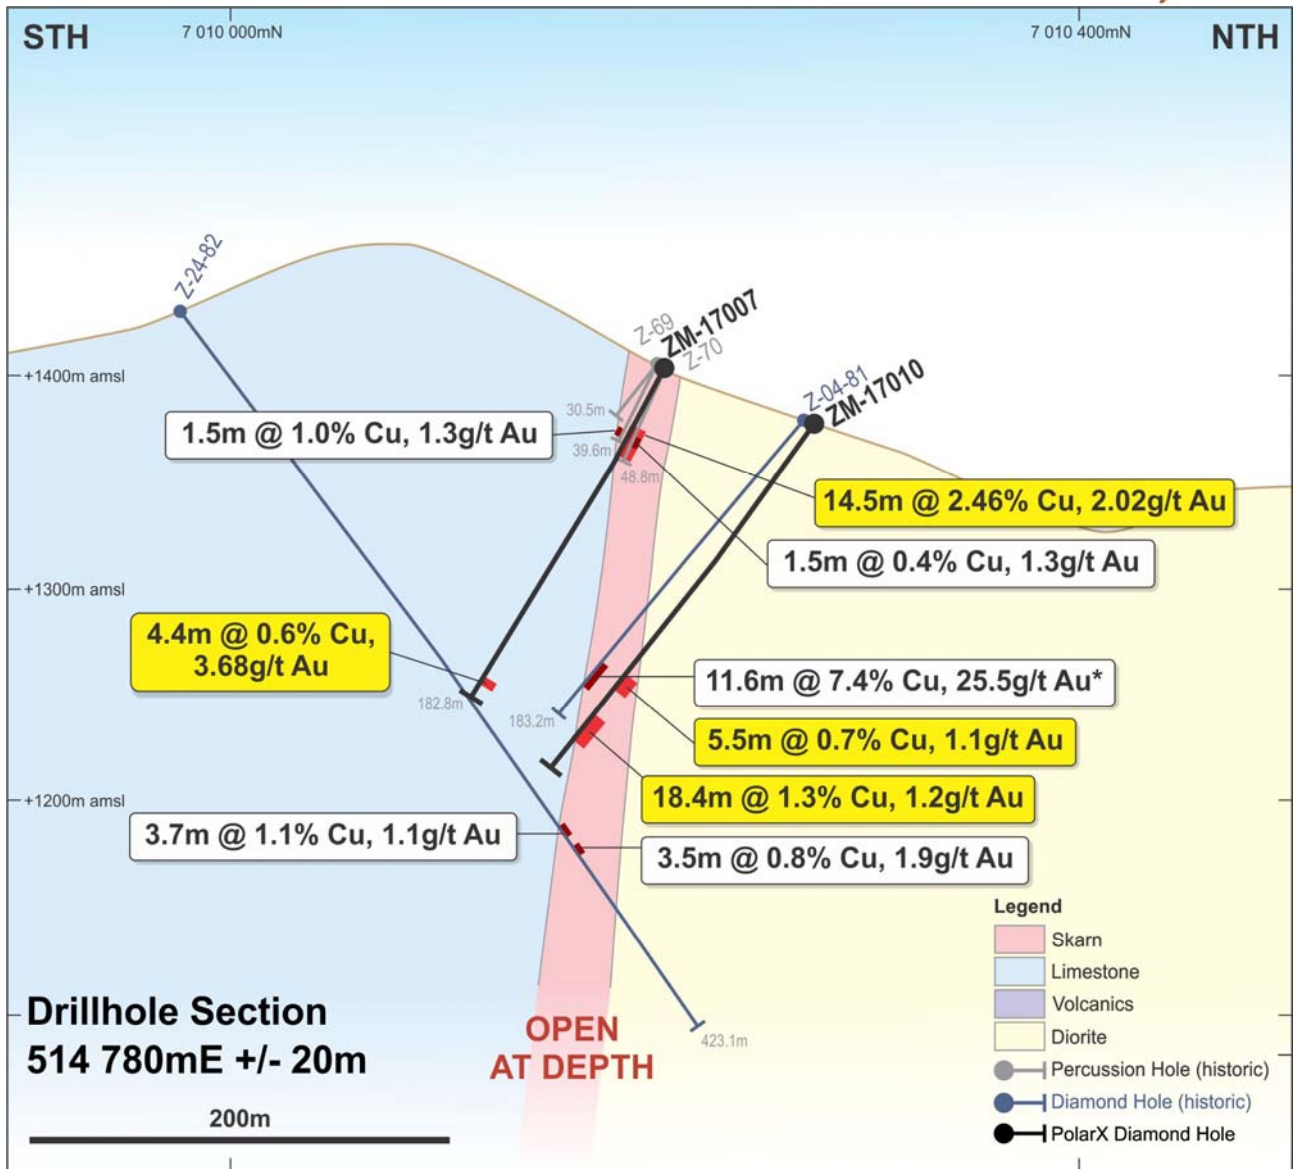 STH
7 010 000mN
7 010 400mN
NTH
Z-24-82
Z-69
ZM-17007
Z-70
+1400m amsl
Z-04-81
ZM-17010
30.5m
1.5m @ 1.0% Cu, 1.3g/t Au
39.6m
48.8m
14.5m @ 2.46% Cu, 2.02g/t Au
1.5m @ 0.4% Cu, 1.3g/t Au
+1300m amsl
4.4m @ 0.6% Cu,
3.68g/t Au
11.6m @ 7.4% Cu, 25.5g/t Au*
182.8m
183.2m
5.5m @ 0.7% Cu, 1.1g/t Au
18.4m @ 1.3% Cu, 1.2g/t Au
+1200m amsl
3.7m @ 1.1% Cu, 1.1g/t Au
3.5m @ 0.8% Cu, 1.9g/t Au
Legend
Skarn
Limestone
Volcanics
Diorite
Percussion Hole (historic)
Diamond Hole (historic)
PolarX Diamond Hole
Drillhole Section
514 780mE +/- 20m
OPEN
AT DEPTH
423.1m
200m